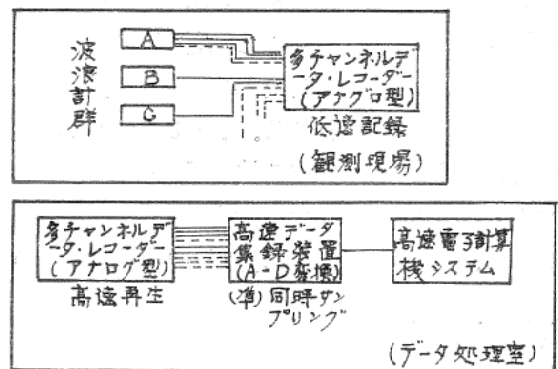 波浪計群
A
B
C
多チャンネルデ
ータ・レコーダー
(アナグロ型)
低速記録
(観測現場)
多チャンネルデ
ータ・レコーダー
(アナログ型)
高速再生
高速データ
集録装置
(A-D変換)
(準)同時サン
プリング
高速電子計算
機システム
(データ処理室)